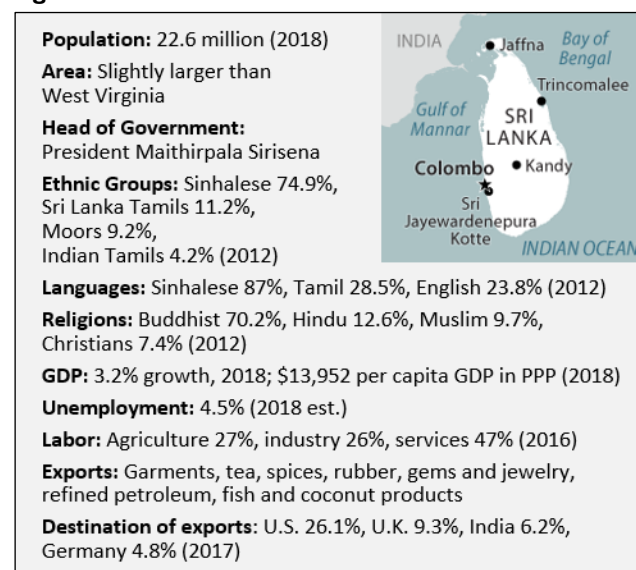 Population: 22.6 million (2018)
Area: Slightly larger than
West Virginia
Head of Government:
President Maithirpala Sirisena
Ethnic Groups: Sinhalese 74.9%,
Sri Lanka Tamils 11.2%,
Moors 9.2%,
Indian Tamils 4.2% (2012)
Languages: Sinhalese 87%, Tamil 28.5%, English 23.8% (2012)
Religions: Buddhist 70.2%, Hindu 12.6%, Muslim 9.7%,
Christians 7.4% (2012)
GDP: 3.2% growth, 2018; $13,952 per capita GDP in PPP (2018)
Unemployment: 4.5% (2018 est.)
Labor: Agriculture 27%, industry 26%, services 47% (2016)
Exports: Garments, tea, spices, rubber, gems and jewelry,
refined petroleum, fish and coconut products
Destination of exports: U.S. 26.1%, U.K. 9.3%, India 6.2%,
Germany 4.8% (2017)
INDIA
Jaffna
Bay of
Bengal
Trincomalee
Gulf of
Mannar
SRI
LANKA
Colombo
Kandy
Sri
Jayewardenepura
Kotte
INDIAN OCEAN